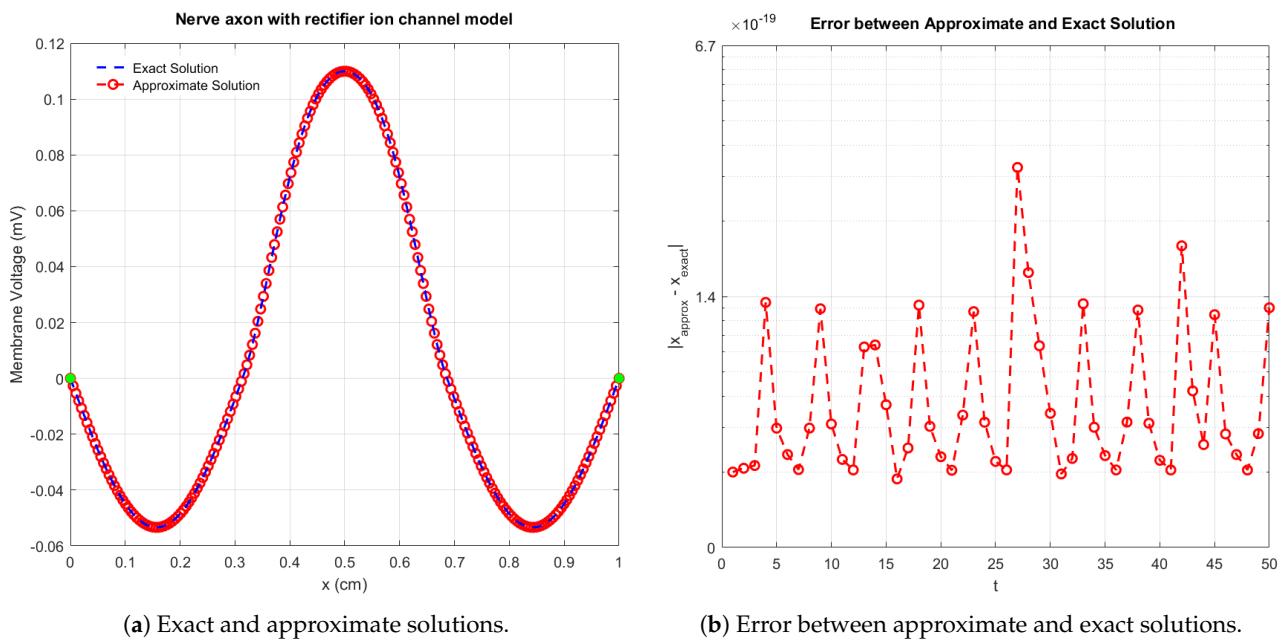 Nerve axon with rectifier ion channel model
0.12
0.1
0.08
0.06
0.04
0.02
0
-0.02
-0.04
-0.06
Membrane Voltage (mV)
Exact Solution
Approximate Solution
0 0.1 0.2 0.3 0.4 0.5 0.6 0.7 0.8 0.9 1
x (cm)
(a) Exact and approximate solutions.
Error between Approximate and Exact Solution
×10⁻¹⁹
6.7
1.4
0
|x_approx - x_exact|
0 5 10 15 20 25 30 35 40 45 50
t
(b) Error between approximate and exact solutions.